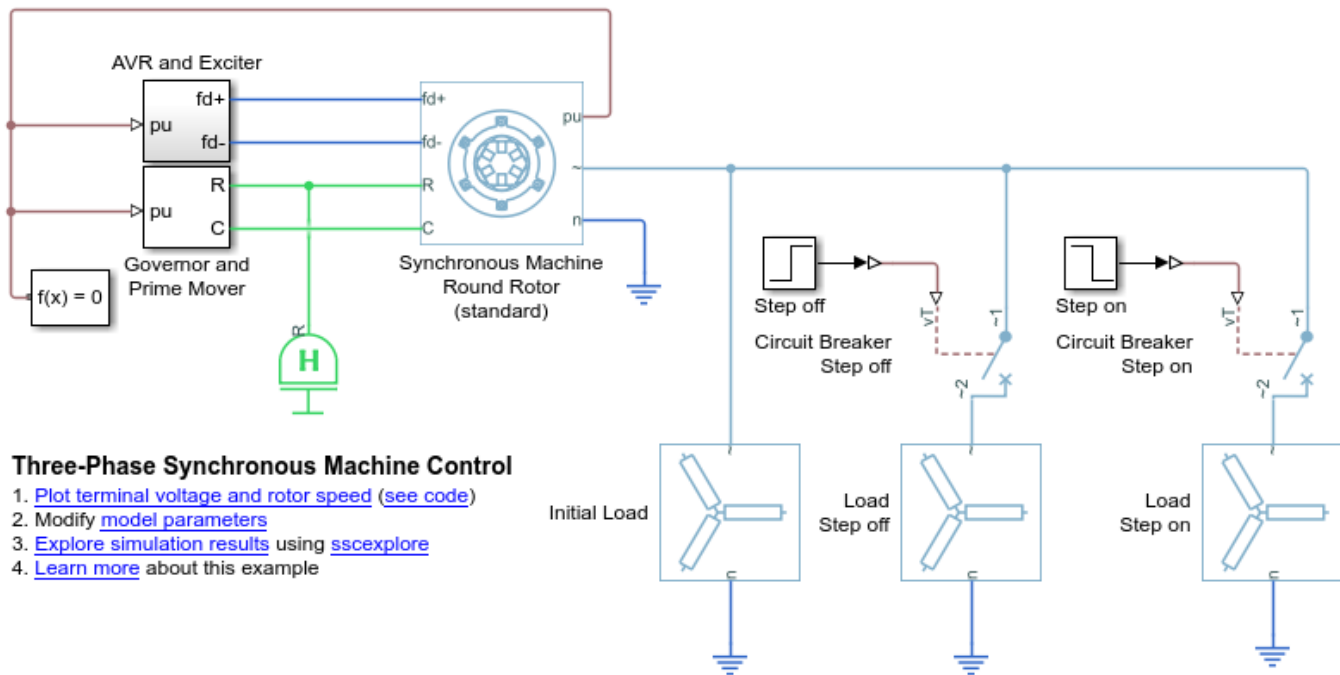 AVR and Exciter
fd+
pu
fd-
R
pu
C
Governor and
Prime Mover
f(x) = 0
fd+
fd-
R
C
pu
~
n
Synchronous Machine
Round Rotor
(standard)
R
H
Step off
vT
~1
Circuit Breaker
Step off
~2
Step on
vT
~1
Circuit Breaker
Step on
~2
Three-Phase Synchronous Machine Control
1. Plot terminal voltage and rotor speed (see code)
2. Modify model parameters
3. Explore simulation results using sscexplore
4. Learn more about this example
~
Initial Load
n
~
Load
Step off
n
~
Load
Step on
n